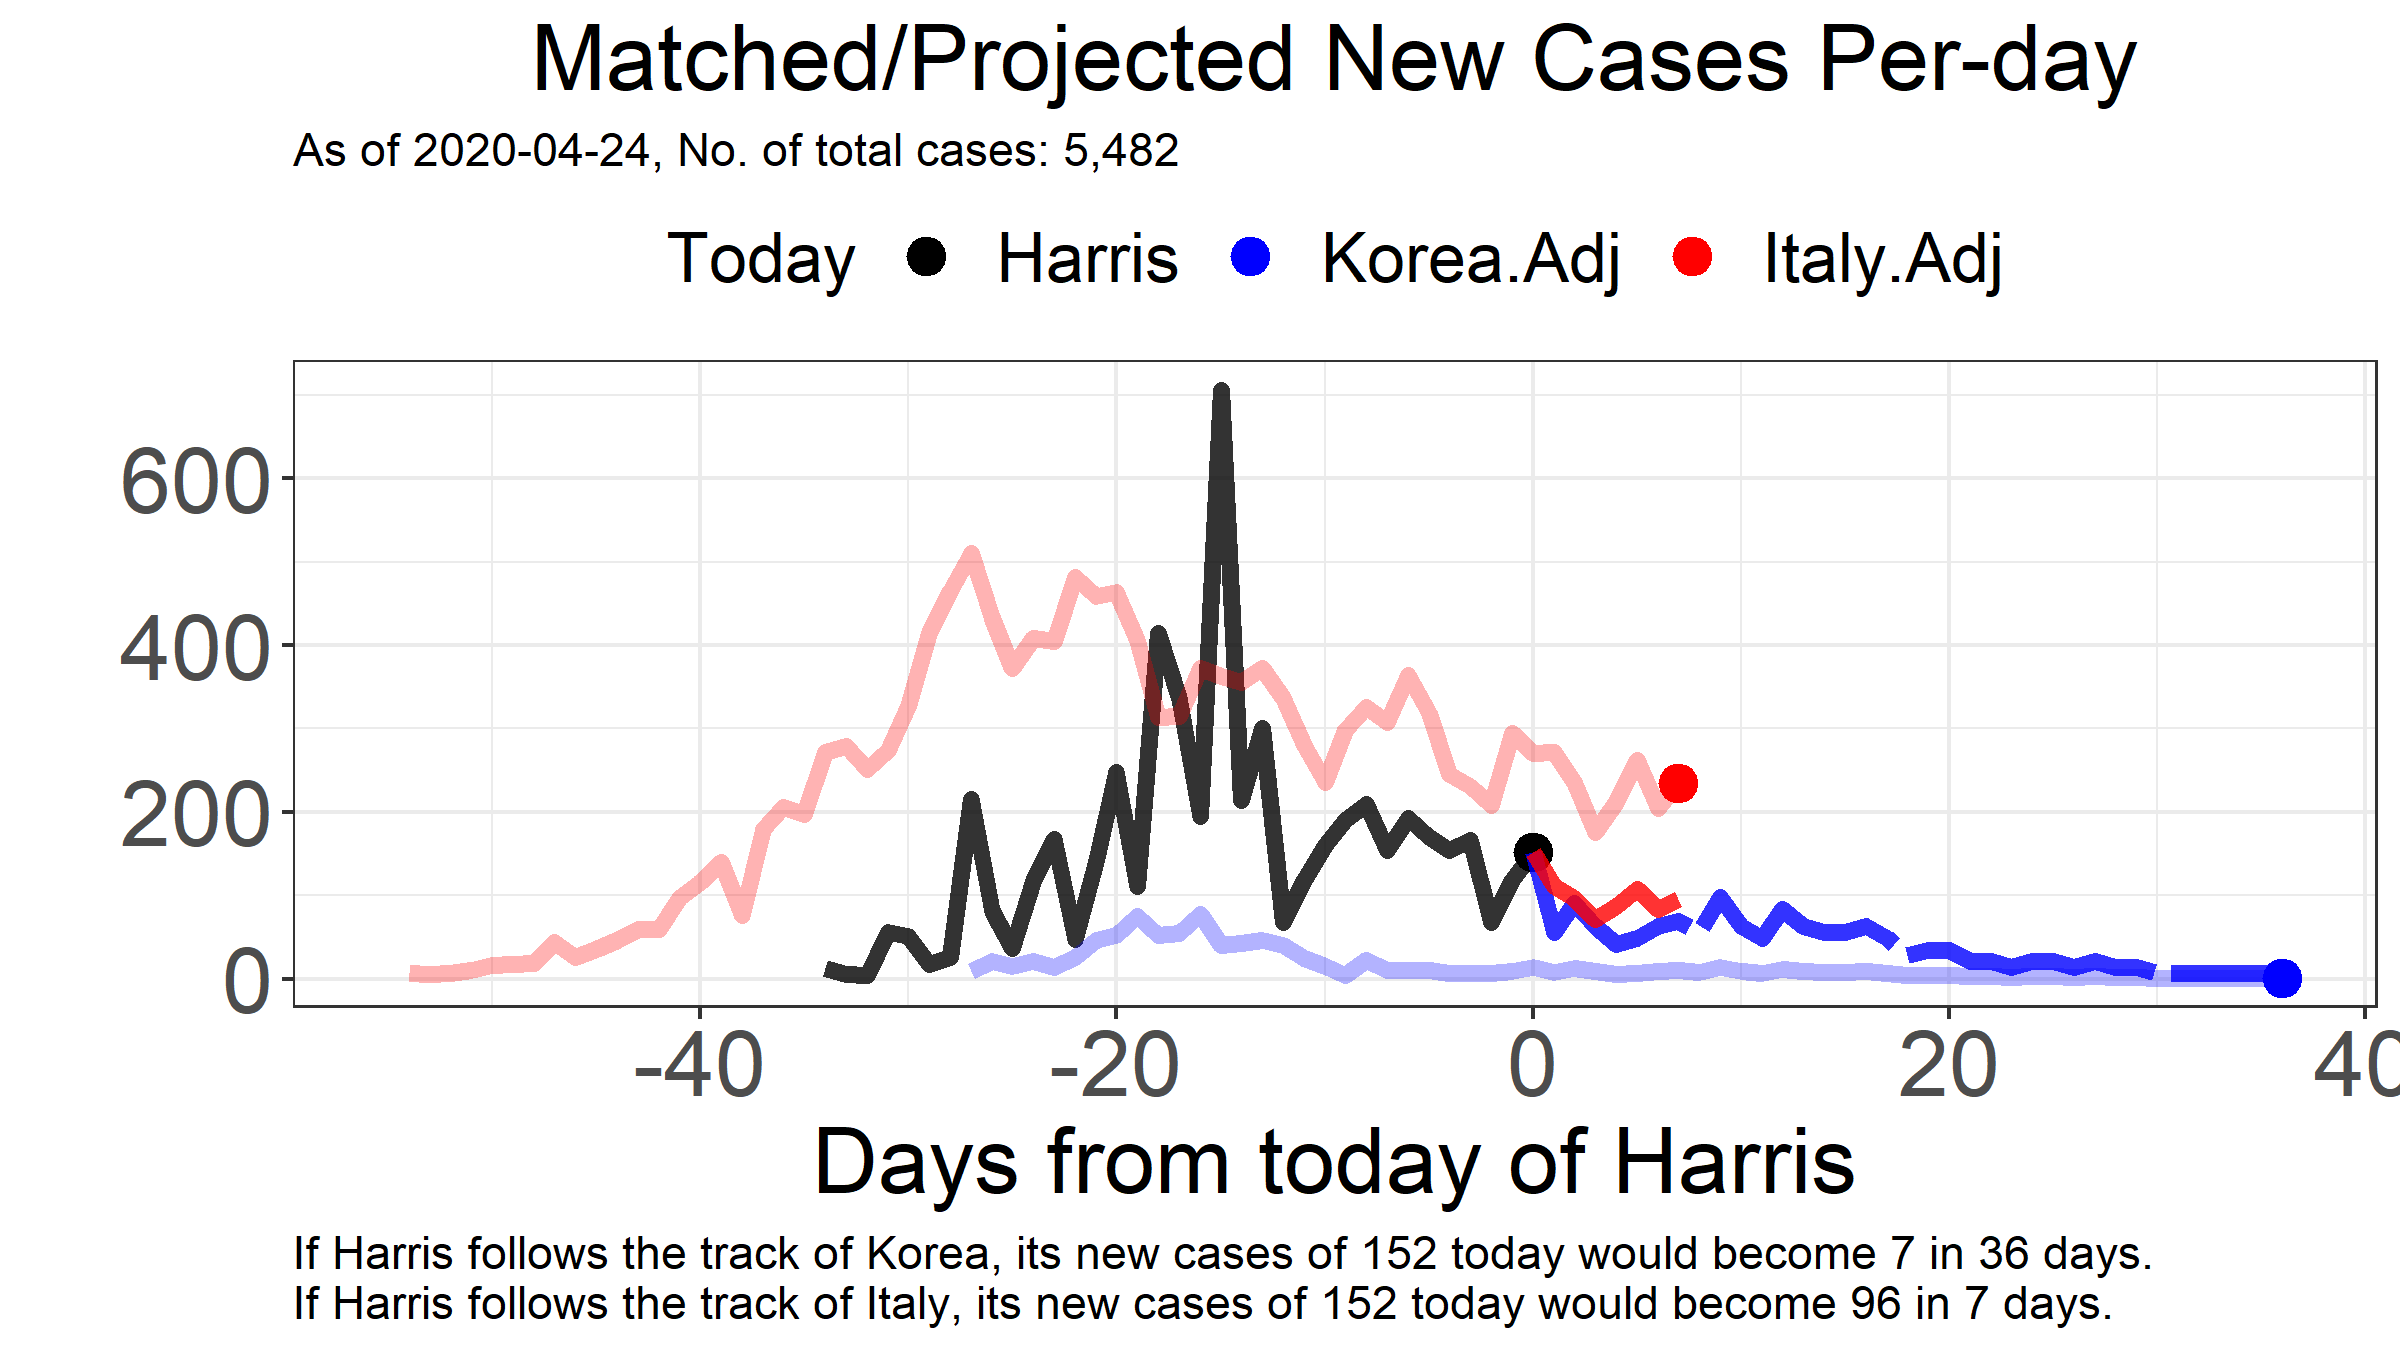 Matched/Projected New Cases Per-day
As of 2020-04-24, No. of total cases: 5,482
Today Harris Korea.Adj Italy.Adj
600
400
200
0
-40 -20 0 20 40
Days from today of Harris
If Harris follows the track of Korea, its new cases of 152 today would become 7 in 36 days.
If Harris follows the track of Italy, its new cases of 152 today would become 96 in 7 days.